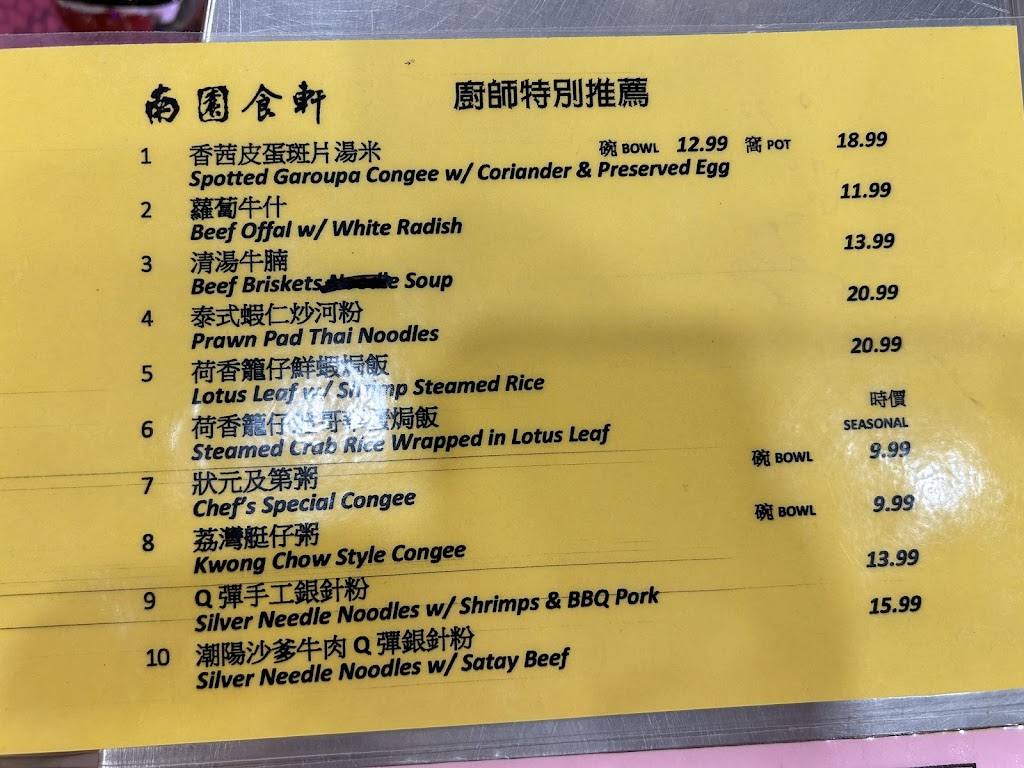 南園食軒 廚師特別推薦
1 香茜皮蛋斑片湯米 碗 BOWL 12.99 窩 POT 18.99
Spotted Garoupa Congee w/ Coriander & Preserved Egg
11.99
2 蘿蔔牛什
Beef Offal w/ White Radish
13.99
3 清湯牛腩
Beef Briskets Soup
20.99
4 泰式蝦仁炒河粉
Prawn Pad Thai Noodles
20.99
5 荷香籠仔鮮蝦焗飯
Lotus Leaf w/ Shrimp Steamed Rice
時價
SEASONAL
6 荷香籠仔 哥 焗飯
Steamed Crab Rice Wrapped in Lotus Leaf
碗 BOWL 9.99
7 狀元及第粥
Chef's Special Congee
碗 BOWL 9.99
8 荔灣艇仔粥
Kwong Chow Style Congee
13.99
9 Q 彈手工銀針粉
Silver Needle Noodles w/ Shrimps & BBQ Pork
15.99
10 潮陽沙爹牛肉 Q 彈銀針粉
Silver Needle Noodles w/ Satay Beef